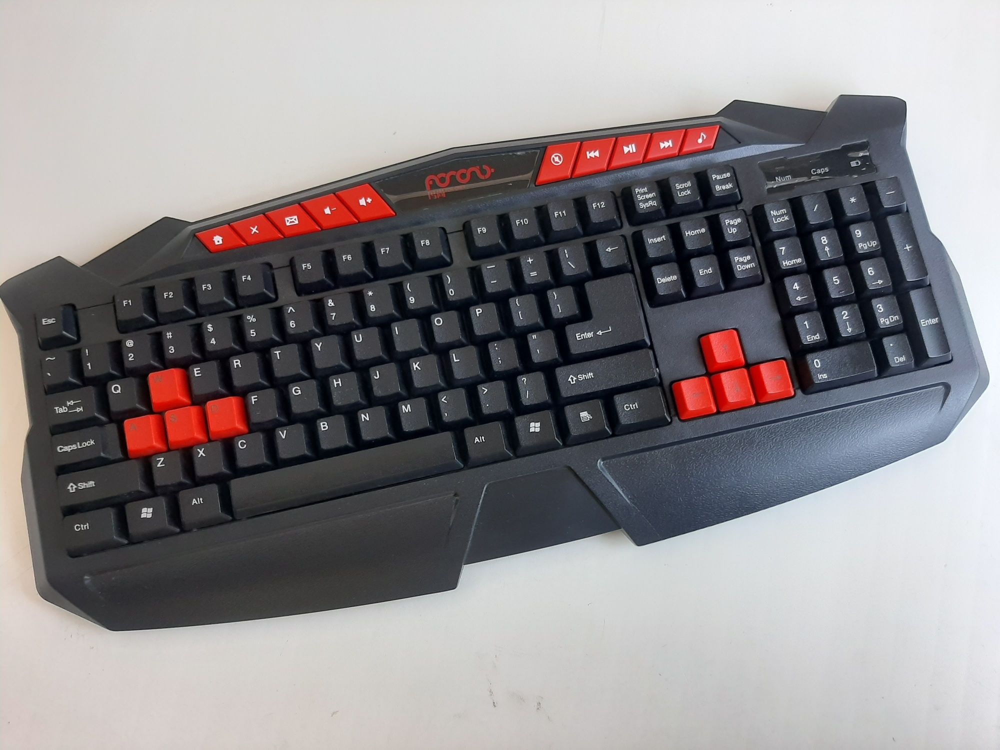 Num Caps
Esc F1 F2 F3 F4 F5 F6 F7 F8 F9 F10 F11 F12
Print
Screen
SysRq
Scroll
Lock
Pause
Break
~ ! @ # $ % ^ & * ( ) _ + |
` 1 2 3 4 5 6 7 8 9 0 - = \ ←
Insert Home Page
Up
Num
Lock
/ * -
Tab Q W E R T Y U I O P { [ } ]
Delete End Page
Down
7
Home
8
↑
9
PgUp
+
Caps Lock A S D F G H J K L : ; " ' Enter
4
←
5
6
→
Shift Z X C V B N M < , > . ? / Shift
↑
1
End
2
↓
3
PgDn
Enter
Ctrl Alt Alt Ctrl
← ↓ →
0
Ins
.
Del